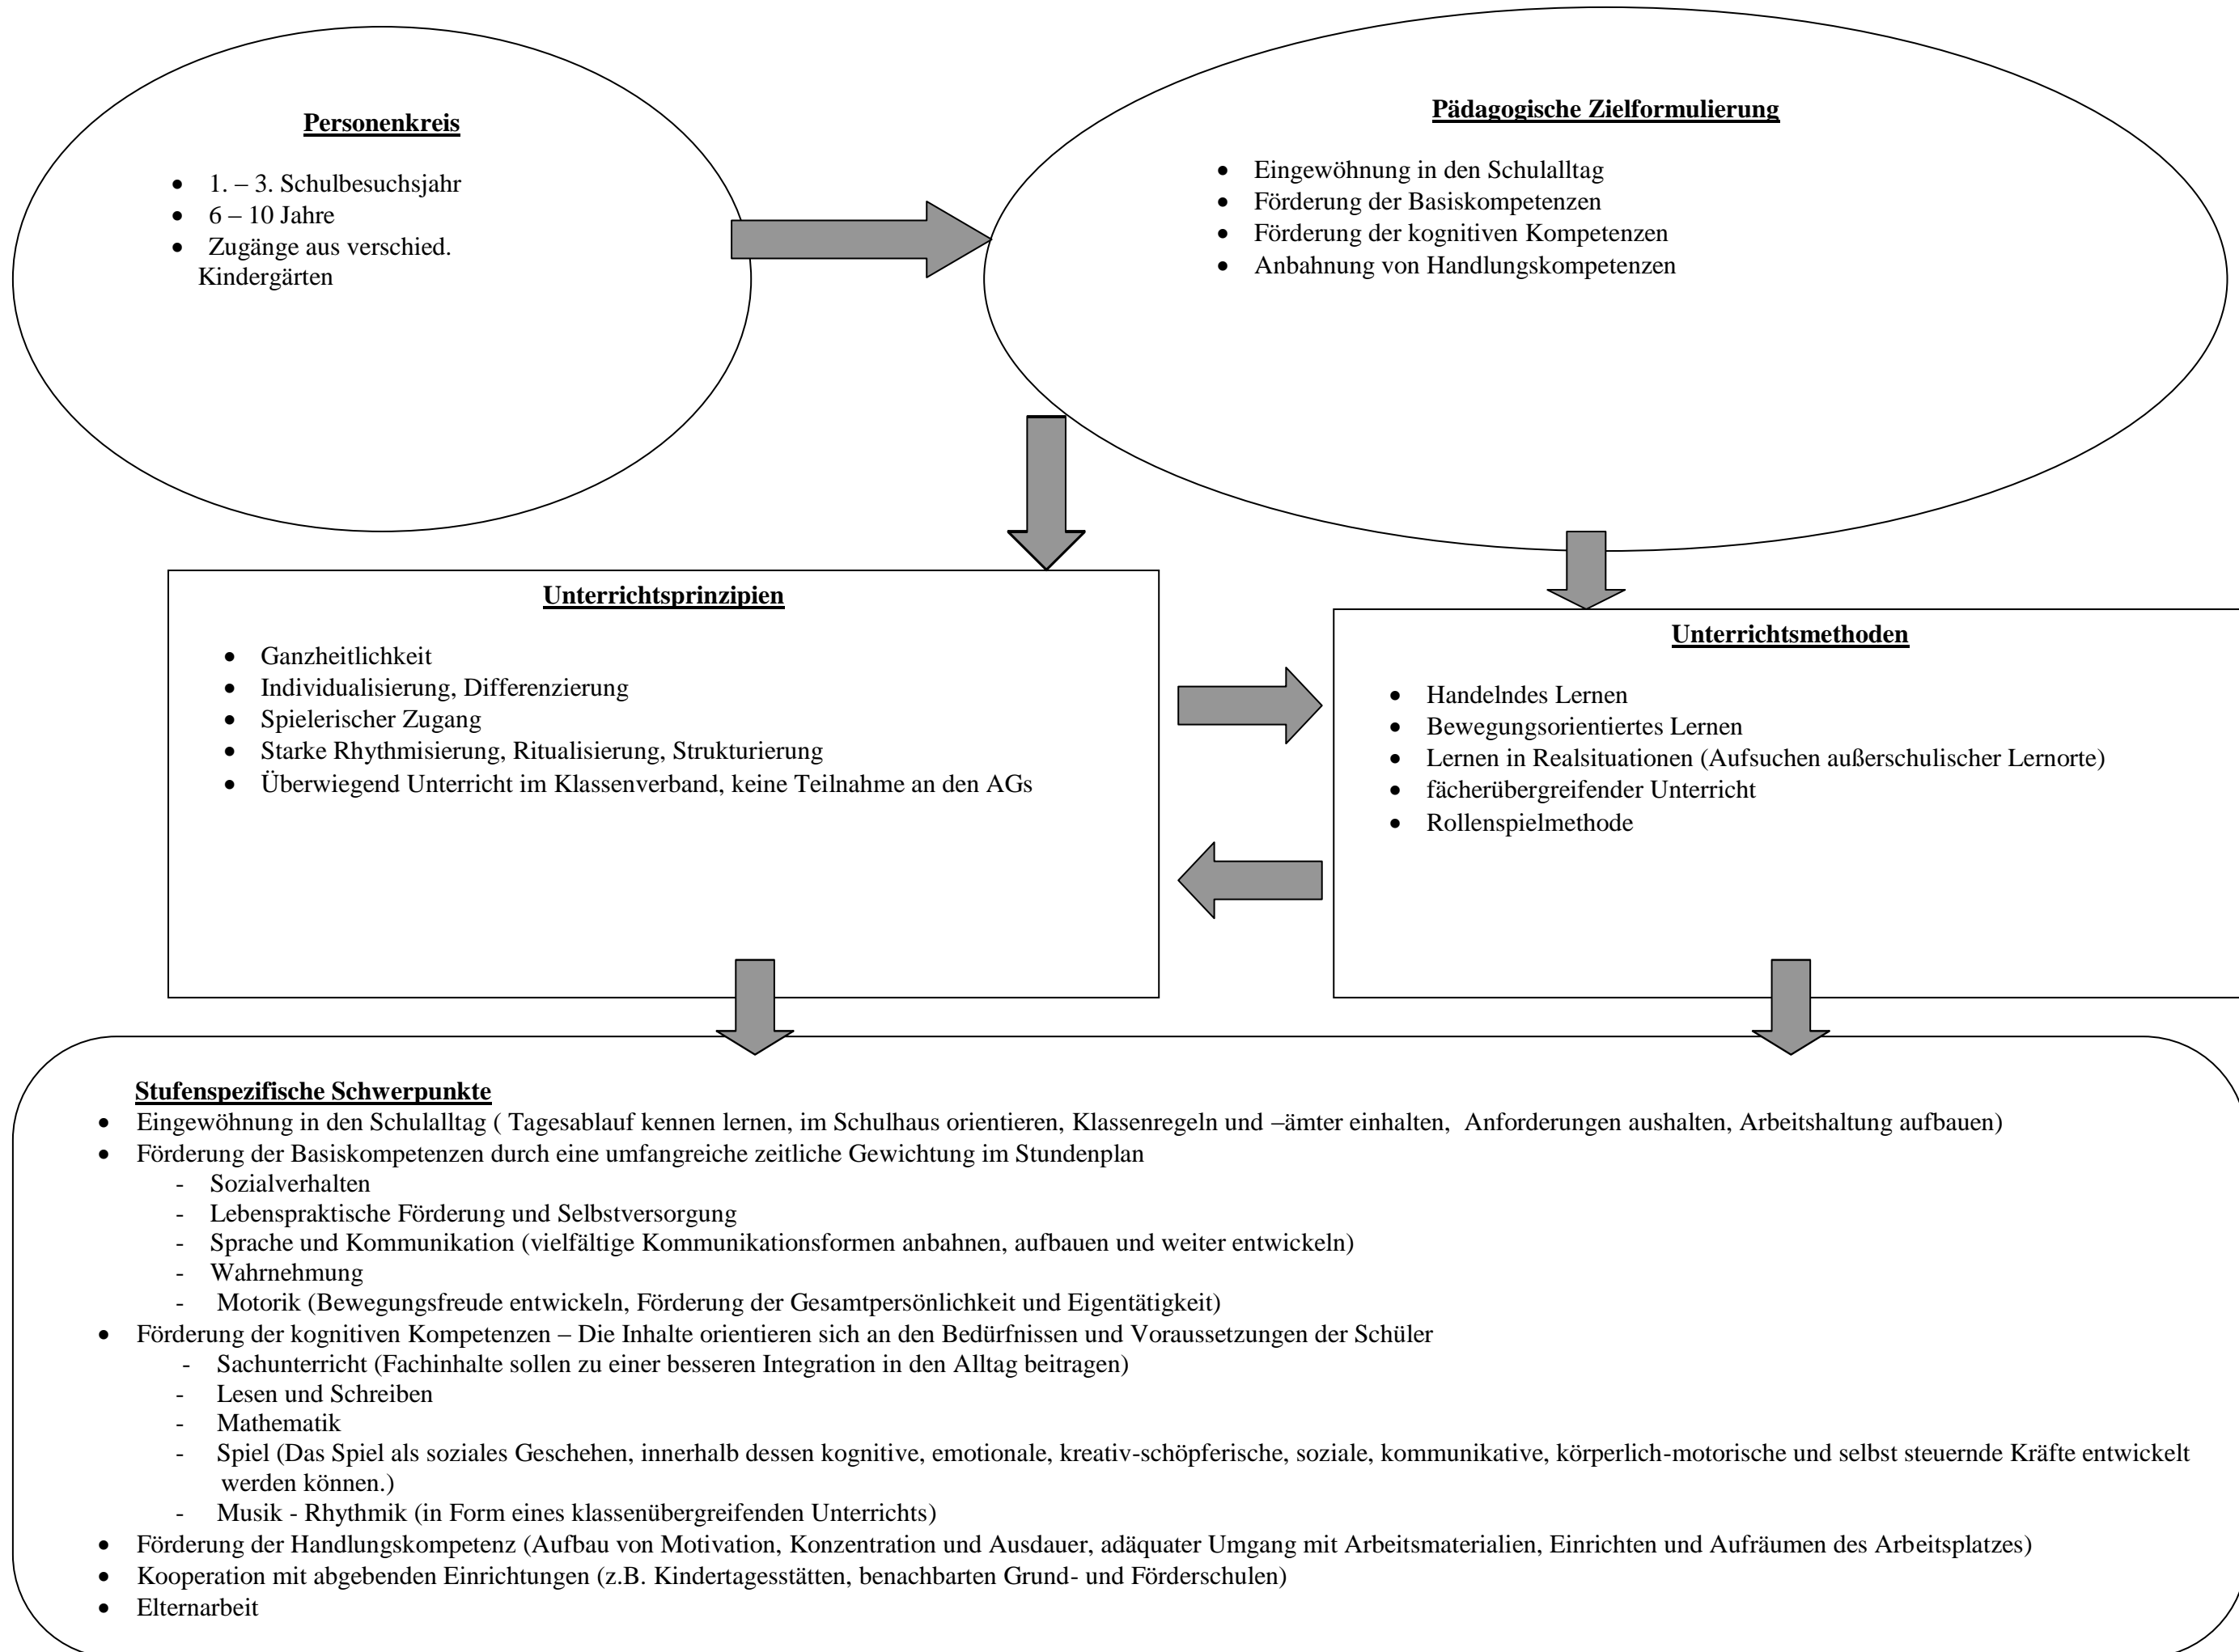 Personenkreis
• 1. – 3. Schulbesuchsjahr
• 6 – 10 Jahre
• Zugänge aus verschied.
Kindergärten
Pädagogische Zielformulierung
• Eingewöhnung in den Schulalltag
• Förderung der Basiskompetenzen
• Förderung der kognitiven Kompetenzen
• Anbahnung von Handlungskompetenzen
Unterrichtsprinzipien
• Ganzheitlichkeit
• Individualisierung, Differenzierung
• Spielerischer Zugang
• Starke Rhythmisierung, Ritualisierung, Strukturierung
• Überwiegend Unterricht im Klassenverband, keine Teilnahme an den AGs
Unterrichtsmethoden
• Handelndes Lernen
• Bewegungsorientiertes Lernen
• Lernen in Realsituationen (Aufsuchen außerschulischer Lernorte)
• fächerübergreifender Unterricht
• Rollenspielmethode
Stufenspezifische Schwerpunkte
• Eingewöhnung in den Schulalltag ( Tagesablauf kennen lernen, im Schulhaus orientieren, Klassenregeln und –ämter einhalten, Anforderungen aushalten, Arbeitshaltung aufbauen)
• Förderung der Basiskompetenzen durch eine umfangreiche zeitliche Gewichtung im Stundenplan
- Sozialverhalten
- Lebenspraktische Förderung und Selbstversorgung
- Sprache und Kommunikation (vielfältige Kommunikationsformen anbahnen, aufbauen und weiter entwickeln)
- Wahrnehmung
- Motorik (Bewegungsfreude entwickeln, Förderung der Gesamtpersönlichkeit und Eigentätigkeit)
• Förderung der kognitiven Kompetenzen – Die Inhalte orientieren sich an den Bedürfnissen und Voraussetzungen der Schüler
- Sachunterricht (Fachinhalte sollen zu einer besseren Integration in den Alltag beitragen)
- Lesen und Schreiben
- Mathematik
- Spiel (Das Spiel als soziales Geschehen, innerhalb dessen kognitive, emotionale, kreativ-schöpferische, soziale, kommunikative, körperlich-motorische und selbst steuernde Kräfte entwickelt
werden können.)
- Musik - Rhythmik (in Form eines klassenübergreifenden Unterrichts)
• Förderung der Handlungskompetenz (Aufbau von Motivation, Konzentration und Ausdauer, adäquater Umgang mit Arbeitsmaterialien, Einrichten und Aufräumen des Arbeitsplatzes)
• Kooperation mit abgebenden Einrichtungen (z.B. Kindertagesstätten, benachbarten Grund- und Förderschulen)
• Elternarbeit